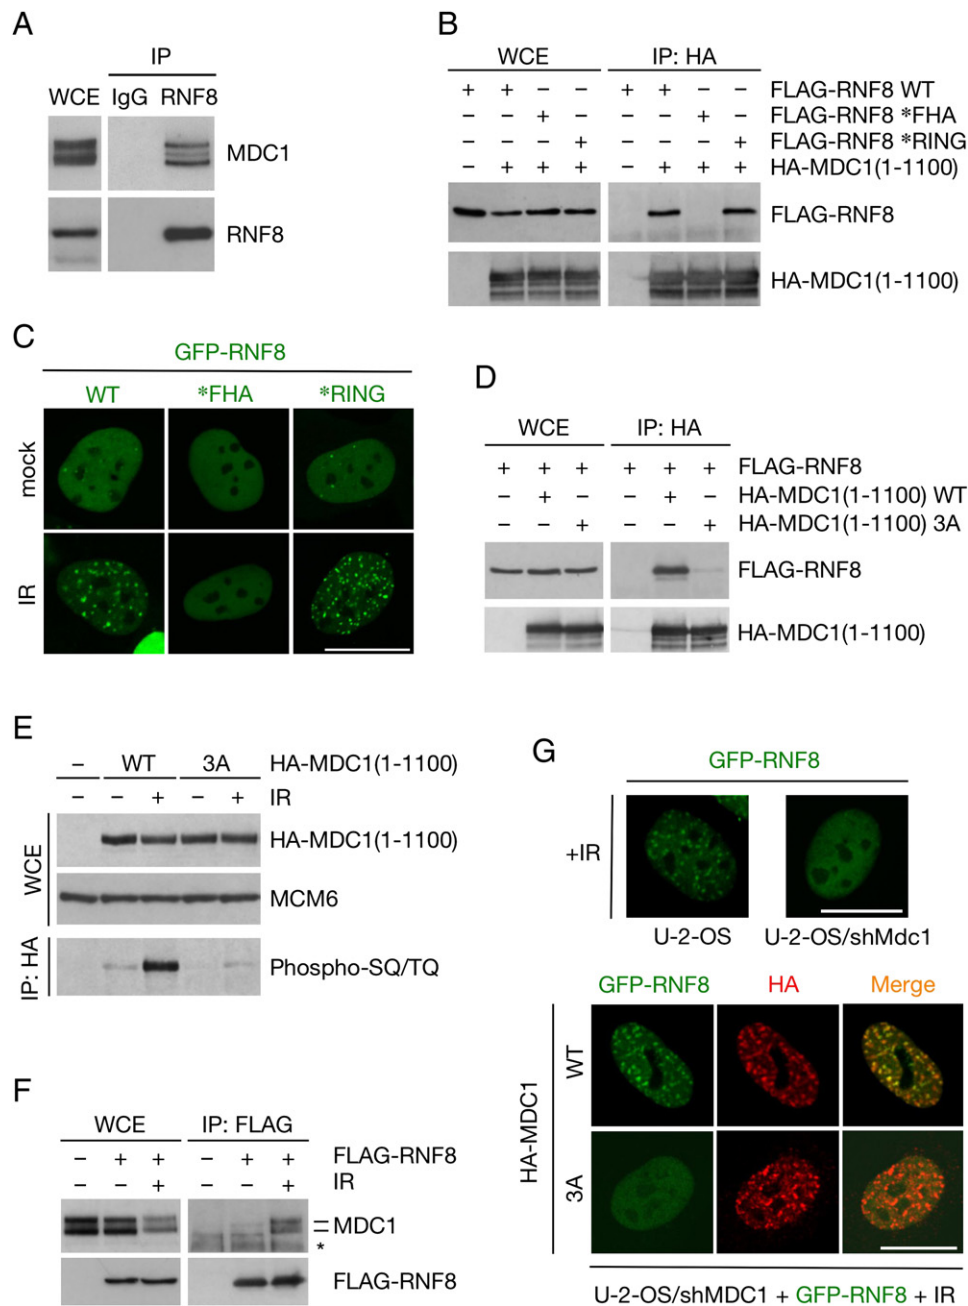 A
IP
WCE IgG RNF8
MDC1
RNF8
B
WCE IP: HA
+ + – – + + – – FLAG-RNF8 WT
– – + – – – + – FLAG-RNF8 *FHA
– – – + – – – + FLAG-RNF8 *RING
– + + + – + + + HA-MDC1(1-1100)
FLAG-RNF8
HA-MDC1(1-1100)
C
GFP-RNF8
WT *FHA *RING
mock
IR
D
WCE IP: HA
+ + + + + + FLAG-RNF8
– + – – + – HA-MDC1(1-1100) WT
– – + – – + HA-MDC1(1-1100) 3A
FLAG-RNF8
HA-MDC1(1-1100)
E
– WT 3A HA-MDC1(1-1100)
– – + – + IR
WCE
HA-MDC1(1-1100)
MCM6
IP: HA
Phospho-SQ/TQ
F
WCE IP: FLAG
– + + – + + FLAG-RNF8
– – + – – + IR
MDC1
*
FLAG-RNF8
G
GFP-RNF8
+IR
U-2-OS U-2-OS/shMdc1
GFP-RNF8 HA Merge
HA-MDC1
WT
3A
U-2-OS/shMDC1 + GFP-RNF8 + IR